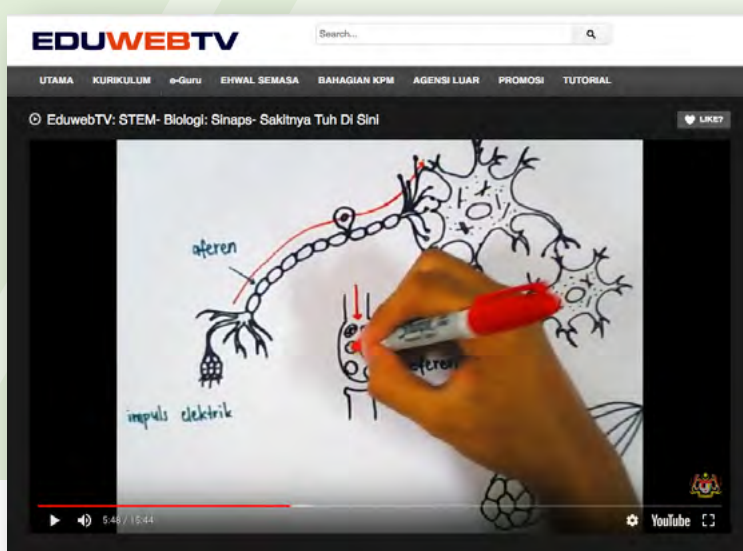 EDUWEBTV
Search...
UTAMA KURIKULUM e-Guru EHWAL SEMASA BAHAGIAN KPM AGENSI LUAR PROMOSI TUTORIAL
EduwebTV: STEM- Biologi: Sinaps- Sakitnya Tuh Di Sini
LIKE?
aferen
eferen
impuls elektrik
5:46 / 15:44
YouTube